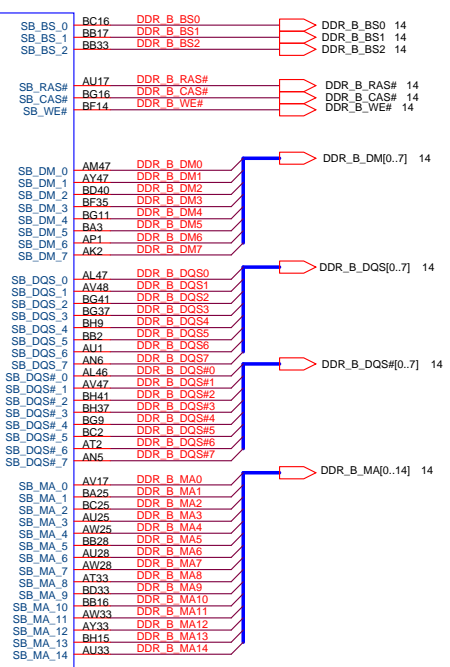 SB_BS_0 BC16 DDR_B_BS0 DDR_B_BS0 14
SB_BS_1 BB17 DDR_B_BS1 DDR_B_BS1 14
SB_BS_2 BB33 DDR_B_BS2 DDR_B_BS2 14
SB_RAS# AU17 DDR_B_RAS# DDR_B_RAS# 14
SB_CAS# BG16 DDR_B_CAS# DDR_B_CAS# 14
SB_WE# BF14 DDR_B_WE# DDR_B_WE# 14
DDR_B_DM[0..7] 14
SB_DM_0 AM47 DDR_B_DM0
SB_DM_1 AY47 DDR_B_DM1
SB_DM_2 BD40 DDR_B_DM2
SB_DM_3 BF35 DDR_B_DM3
SB_DM_4 BG11 DDR_B_DM4
SB_DM_5 BA3 DDR_B_DM5
SB_DM_6 AP1 DDR_B_DM6
SB_DM_7 AK2 DDR_B_DM7
DDR_B_DQS[0..7] 14
SB_DQS_0 AL47 DDR_B_DQS0
SB_DQS_1 AV48 DDR_B_DQS1
SB_DQS_2 BG41 DDR_B_DQS2
SB_DQS_3 BG37 DDR_B_DQS3
SB_DQS_4 BH9 DDR_B_DQS4
SB_DQS_5 BB2 DDR_B_DQS5
SB_DQS_6 AU1 DDR_B_DQS6
SB_DQS_7 AN6 DDR_B_DQS7
DDR_B_DQS#[0..7] 14
SB_DQS#_0 AL46 DDR_B_DQS#0
SB_DQS#_1 AV47 DDR_B_DQS#1
SB_DQS#_2 BH41 DDR_B_DQS#2
SB_DQS#_3 BH37 DDR_B_DQS#3
SB_DQS#_4 BG9 DDR_B_DQS#4
SB_DQS#_5 BC2 DDR_B_DQS#5
SB_DQS#_6 AT2 DDR_B_DQS#6
SB_DQS#_7 AN5 DDR_B_DQS#7
DDR_B_MA[0..14] 14
SB_MA_0 AV17 DDR_B_MA0
SB_MA_1 BA25 DDR_B_MA1
SB_MA_2 BC25 DDR_B_MA2
SB_MA_3 AU25 DDR_B_MA3
SB_MA_4 AW25 DDR_B_MA4
SB_MA_5 BB28 DDR_B_MA5
SB_MA_6 AU28 DDR_B_MA6
SB_MA_7 AW28 DDR_B_MA7
SB_MA_8 AT33 DDR_B_MA8
SB_MA_9 BD33 DDR_B_MA9
SB_MA_10 BB16 DDR_B_MA10
SB_MA_11 AW33 DDR_B_MA11
SB_MA_12 AY33 DDR_B_MA12
SB_MA_13 BH15 DDR_B_MA13
SB_MA_14 AU33 DDR_B_MA14